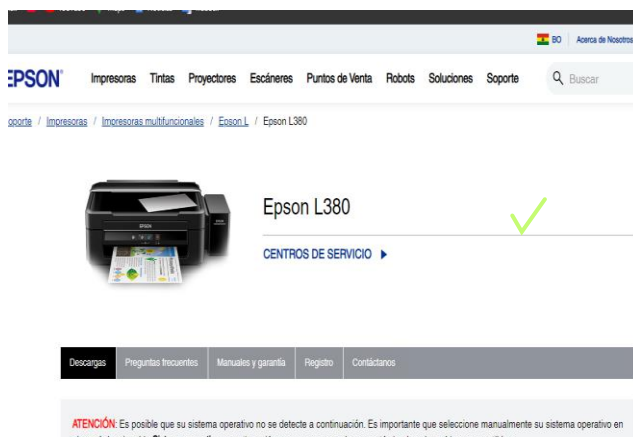 BO Acerca de Nosotros
EPSON Impresoras Tintas Proyectores Escáneres Puntos de Venta Robots Soluciones Soporte Buscar
oporte / Impresoras / Impresoras multifuncionales / Epson L / Epson L380
Epson L380
CENTROS DE SERVICIO
Descargas Preguntas frecuentes Manuales y garantía Registro Contáctanos
ATENCIÓN: Es posible que su sistema operativo no se detecte a continuación. Es importante que seleccione manualmente su sistema operativo en